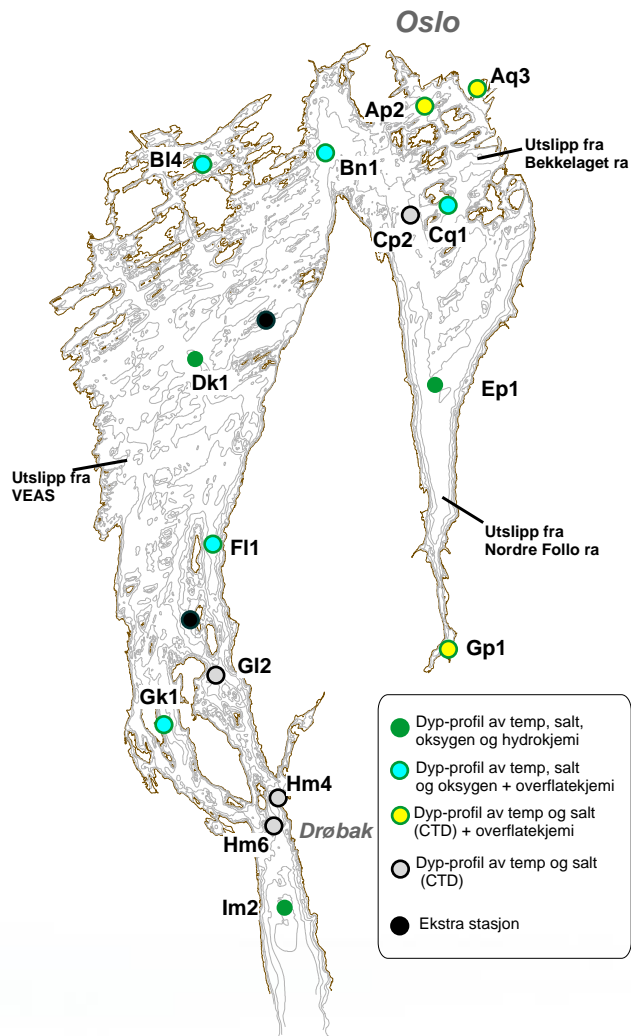 Oslo
Aq3
Ap2
Utslipp fra
Bekkelaget ra
Bl4
Bn1
Cp2
Cq1
Dk1
Ep1
Utslipp fra
VEAS
Utslipp fra
Nordre Follo ra
Fl1
Gp1
Gl2
Gk1
Hm4
Drøbak
Hm6
Im2
Dyp-profil av temp, salt,
oksygen og hydrokjemi
Dyp-profil av temp, salt
og oksygen + overflatekjemi
Dyp-profil av temp og salt
(CTD) + overflatekjemi
Dyp-profil av temp og salt
(CTD)
Ekstra stasjon